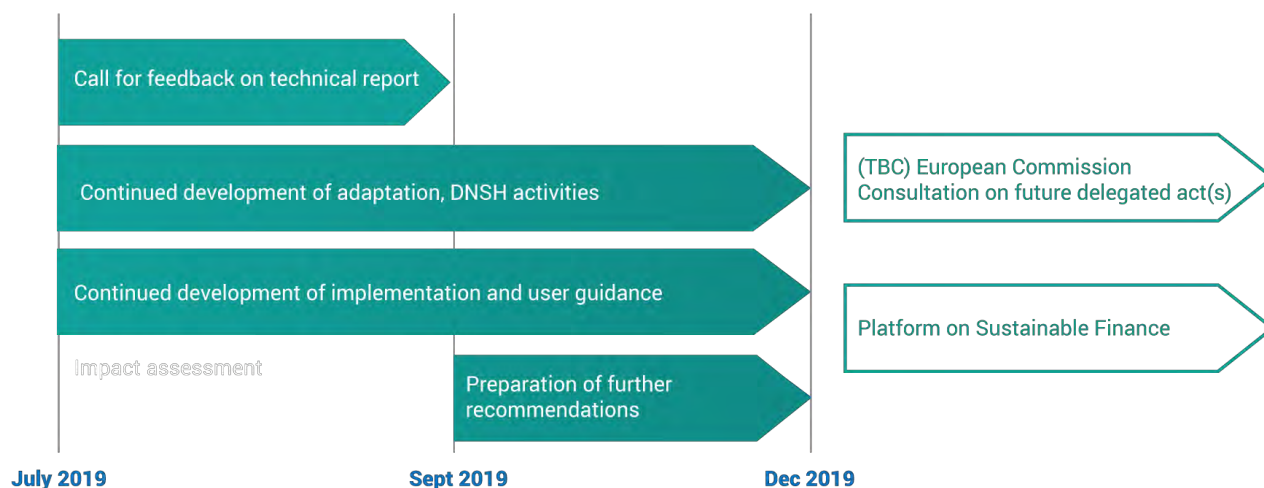 Call for feedback on technical report
Continued development of adaptation, DNSH activities
(TBC) European Commission
Consultation on future delegated act(s)
Continued development of implementation and user guidance
Platform on Sustainable Finance
Impact assessment
Preparation of further
recommendations
July 2019
Sept 2019
Dec 2019